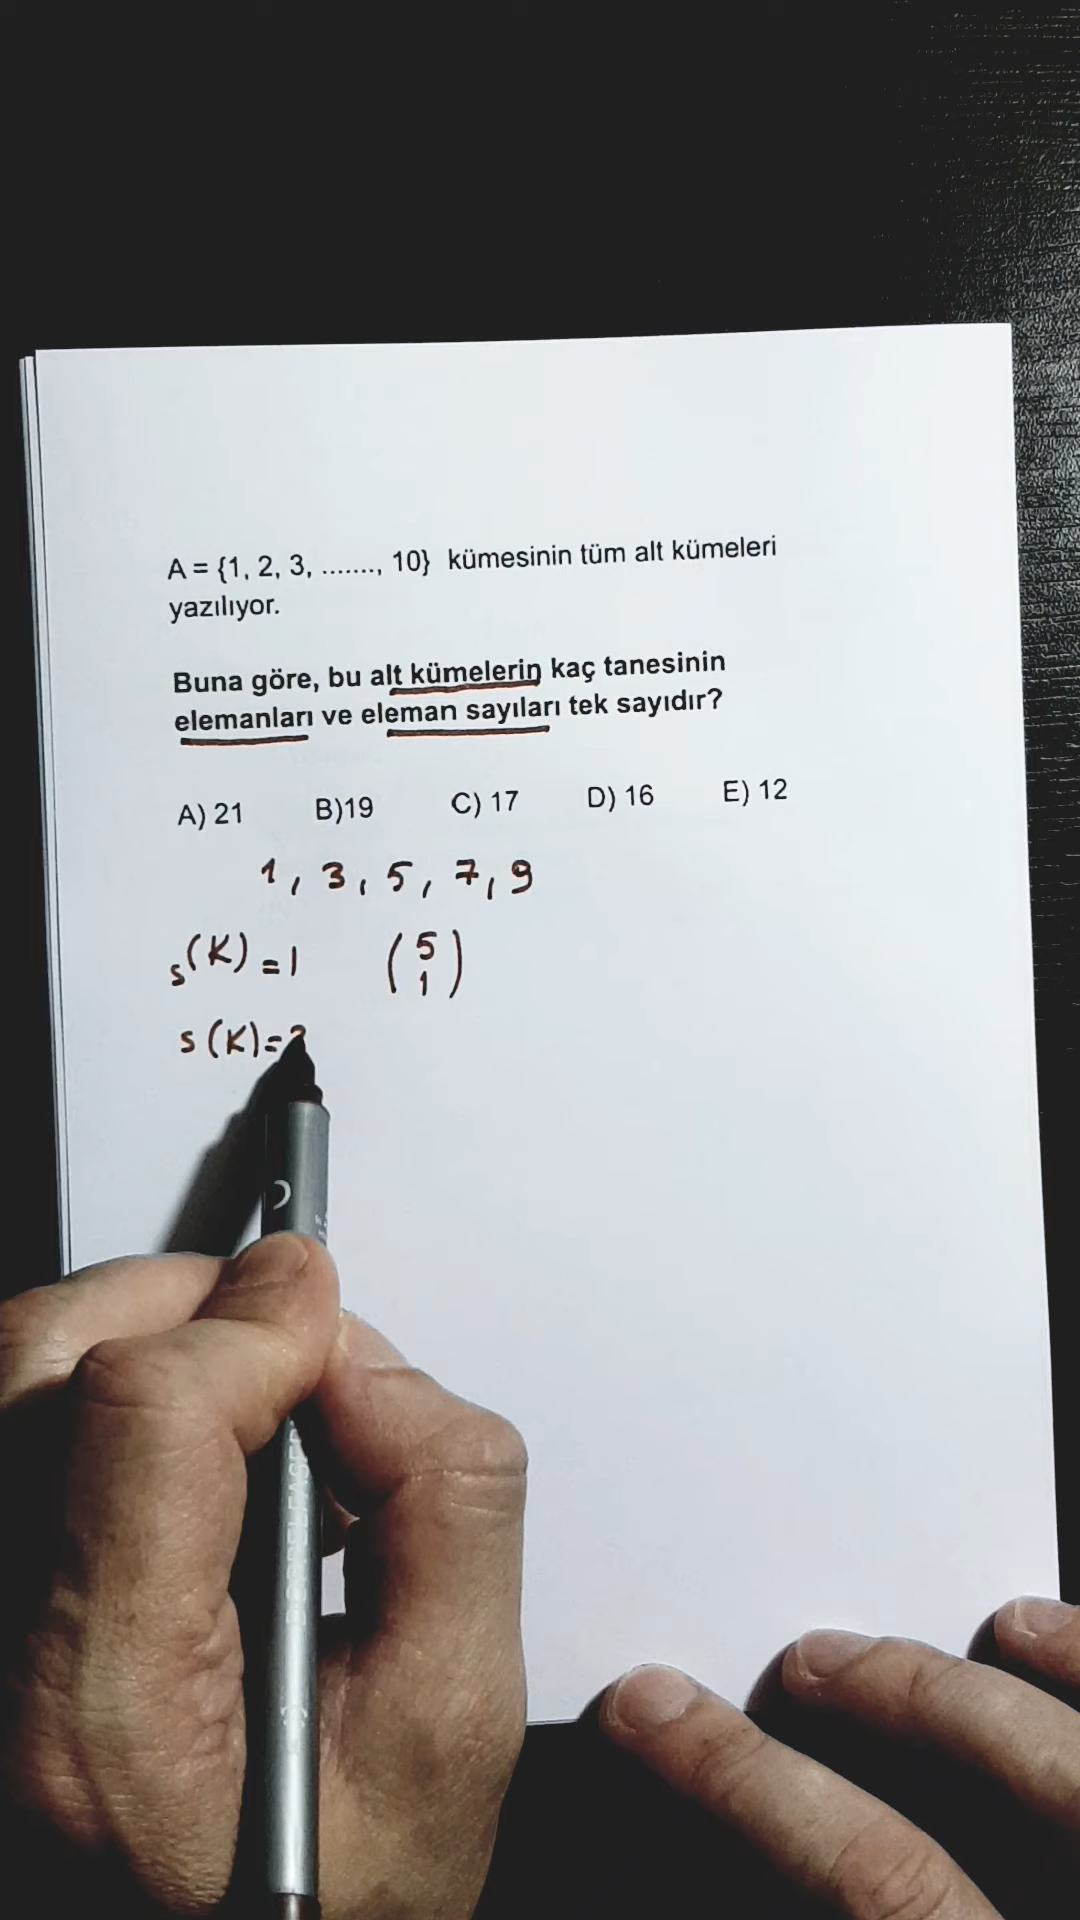 A = {1, 2, 3, ......., 10} kümesinin tüm alt kümeleri
yazılıyor.
Buna göre, bu alt kümelerin kaç tanesinin
elemanları ve eleman sayıları tek sayıdır?
A) 21 B)19 C) 17 D) 16 E) 12
1, 3, 5, 7, 9
s(K) = 1 (5 1)
s(K)=